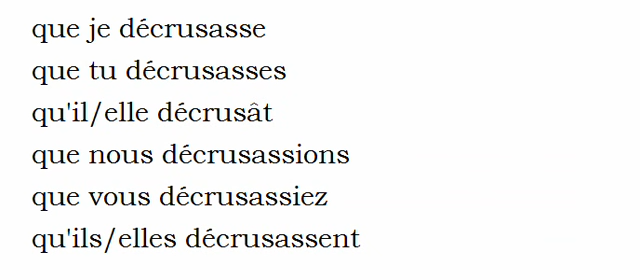 que je décrusasse
que tu décrusasses
qu'il/elle décrusât
que nous décrusassions
que vous décrusassiez
qu'ils/elles décrusassent